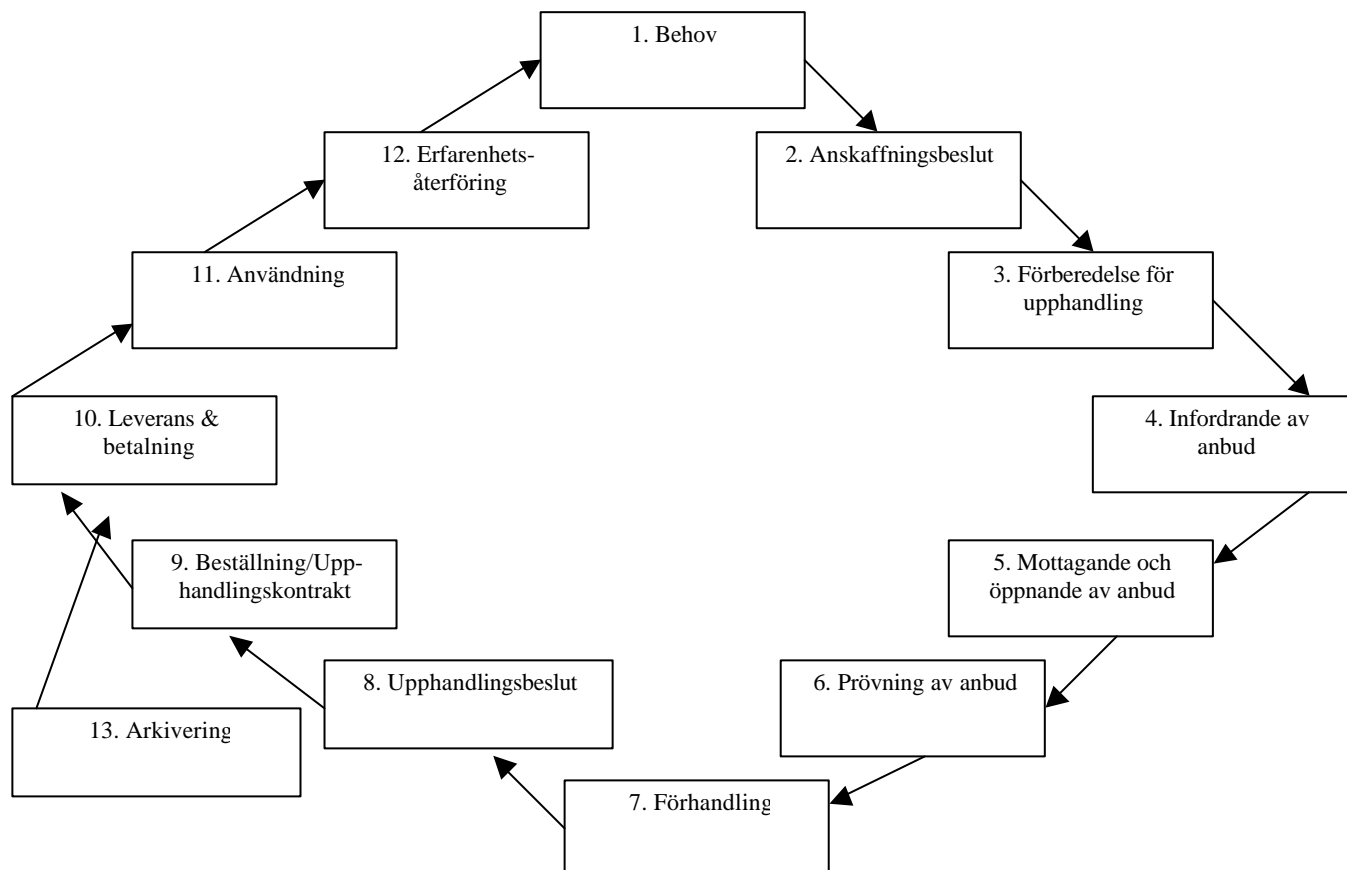 1. Behov
2. Anskaffningsbeslut
3. Förberedelse för
upphandling
4. Infordrande av
anbud
5. Mottagande och
öppnande av anbud
6. Prövning av anbud
7. Förhandling
8. Upphandlingsbeslut
9. Beställning/Upp-
handlingskontrakt
10. Leverans &
betalning
11. Användning
12. Erfarenhets-
återföring
13. Arkivering